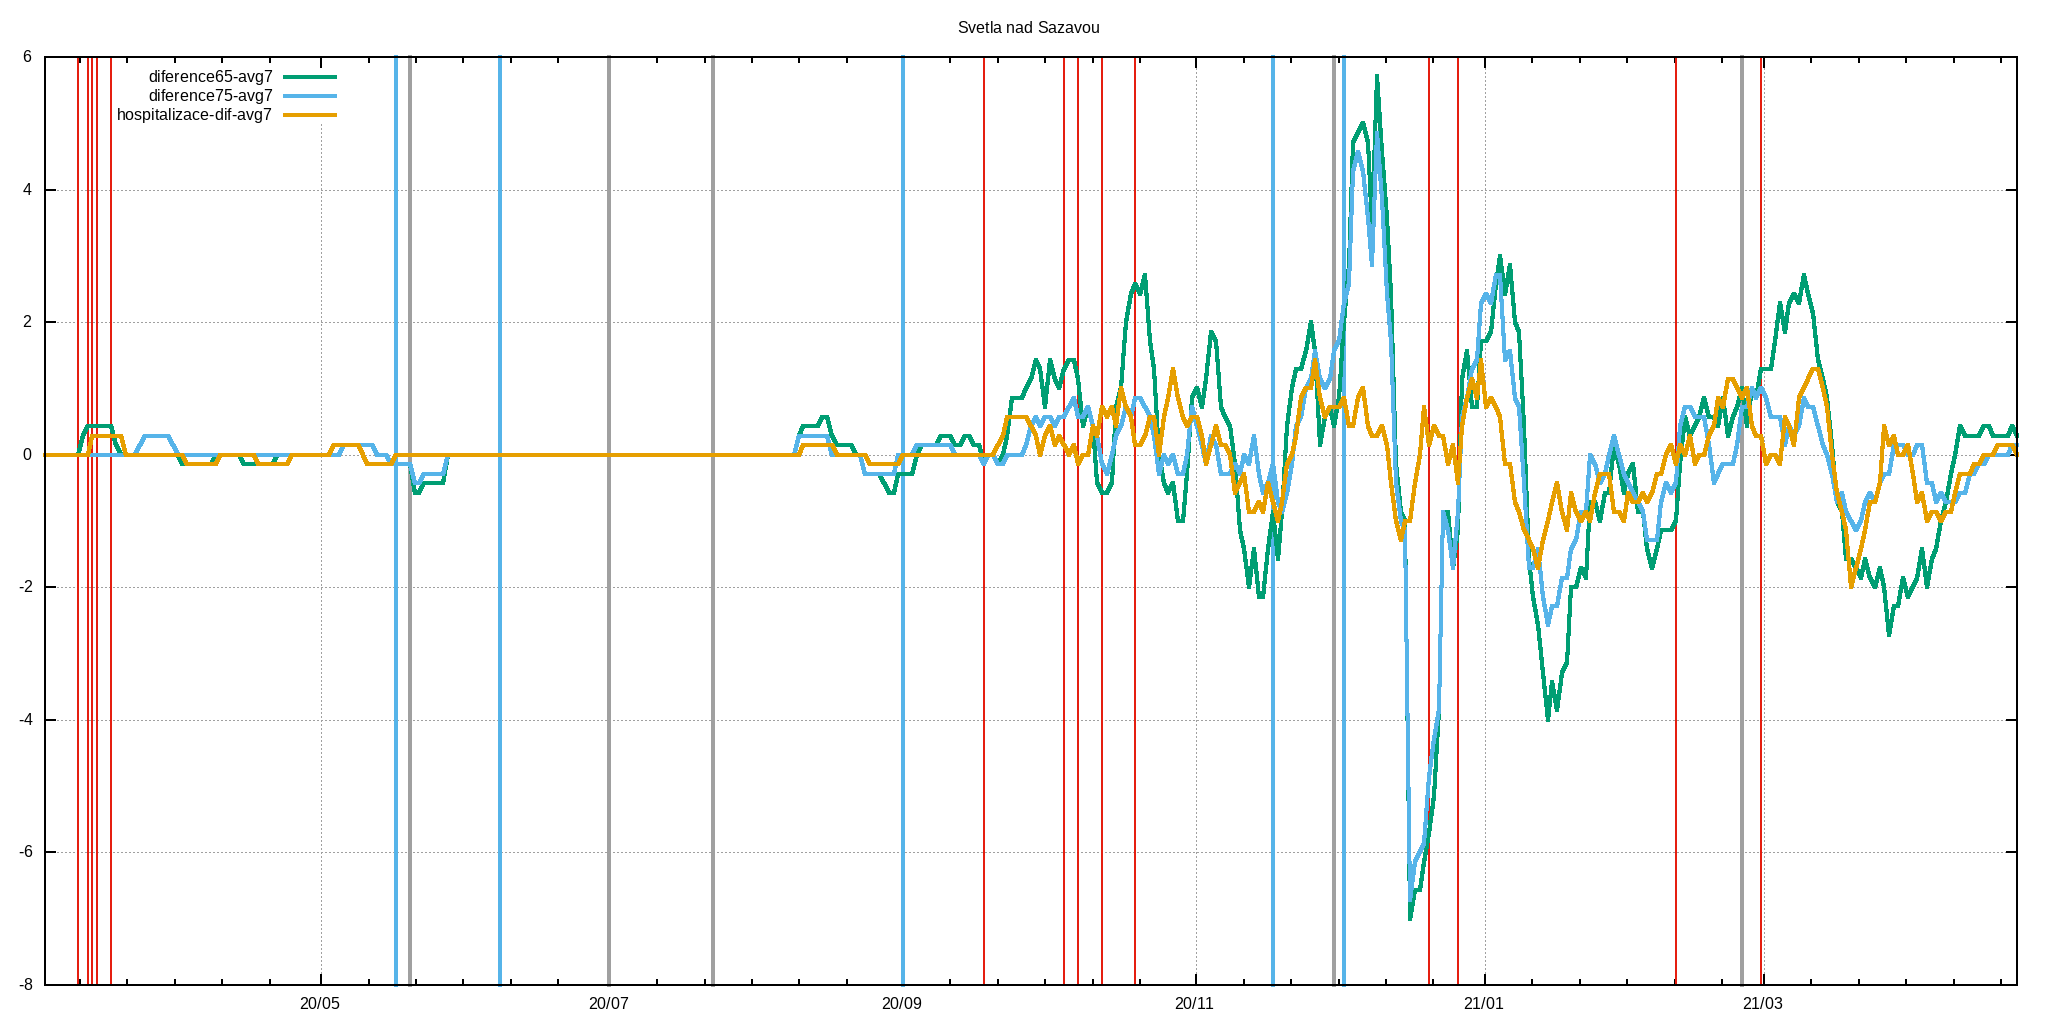 Svetla nad Sazavou
6
diference65-avg7
diference75-avg7
hospitalizace-dif-avg7
4
2
0
-2
-4
-6
-8
20/05 20/07 20/09 20/11 21/01 21/03